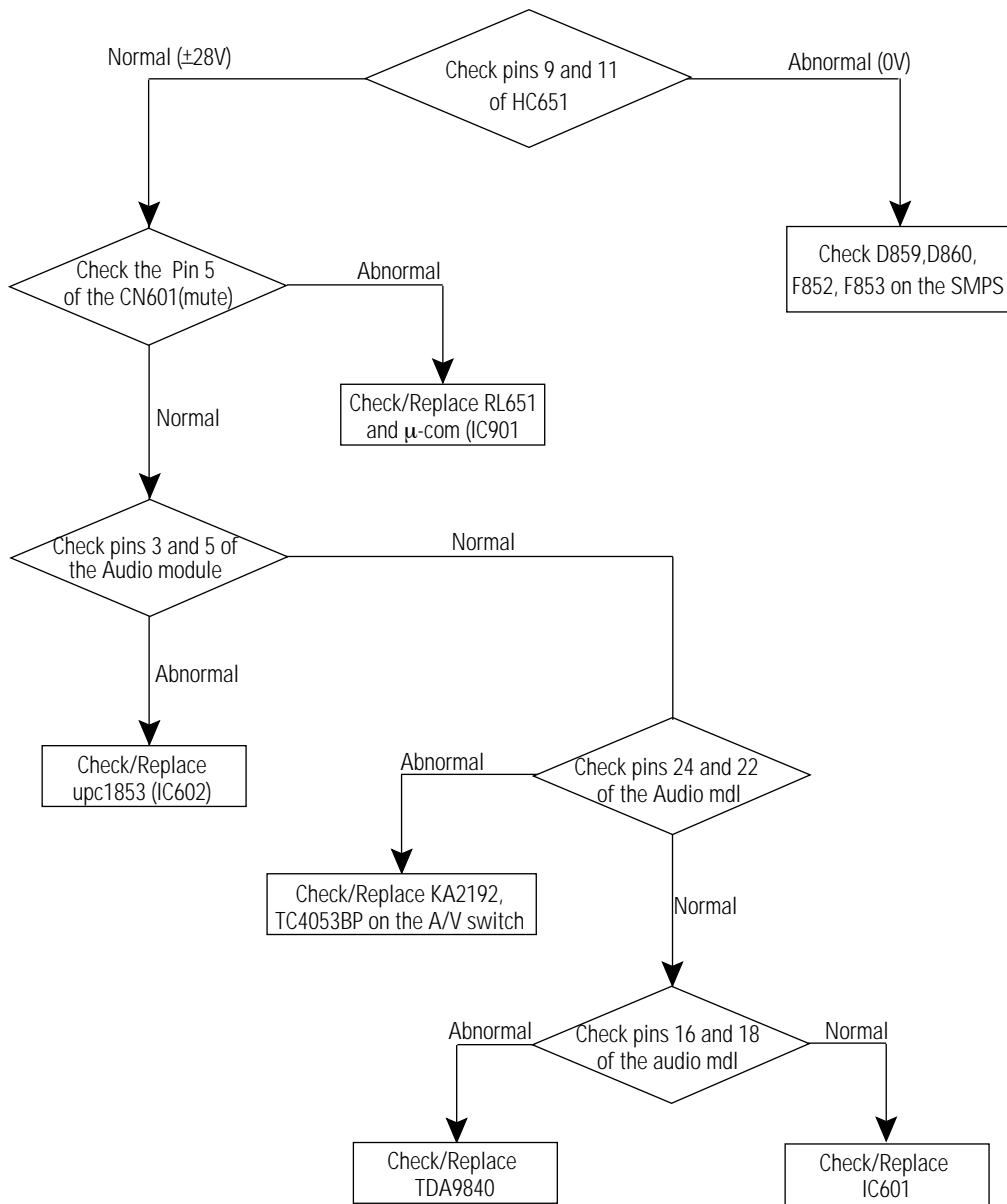 Normal (±28V)
Check pins 9 and 11
of HC651
Abnormal (0V)
Check the Pin 5
of the CN601(mute)
Abnormal
Check D859,D860,
F852, F853 on the SMPS
Check/Replace RL651
and μ-com (IC901
Normal
Check pins 3 and 5 of
the Audio module
Normal
Abnormal
Check/Replace
upc1853 (IC602)
Abnormal
Check pins 24 and 22
of the Audio mdl
Check/Replace KA2192,
TC4053BP on the A/V switch
Normal
Abnormal
Check pins 16 and 18
of the audio mdl
Normal
Check/Replace
TDA9840
Check/Replace
IC601